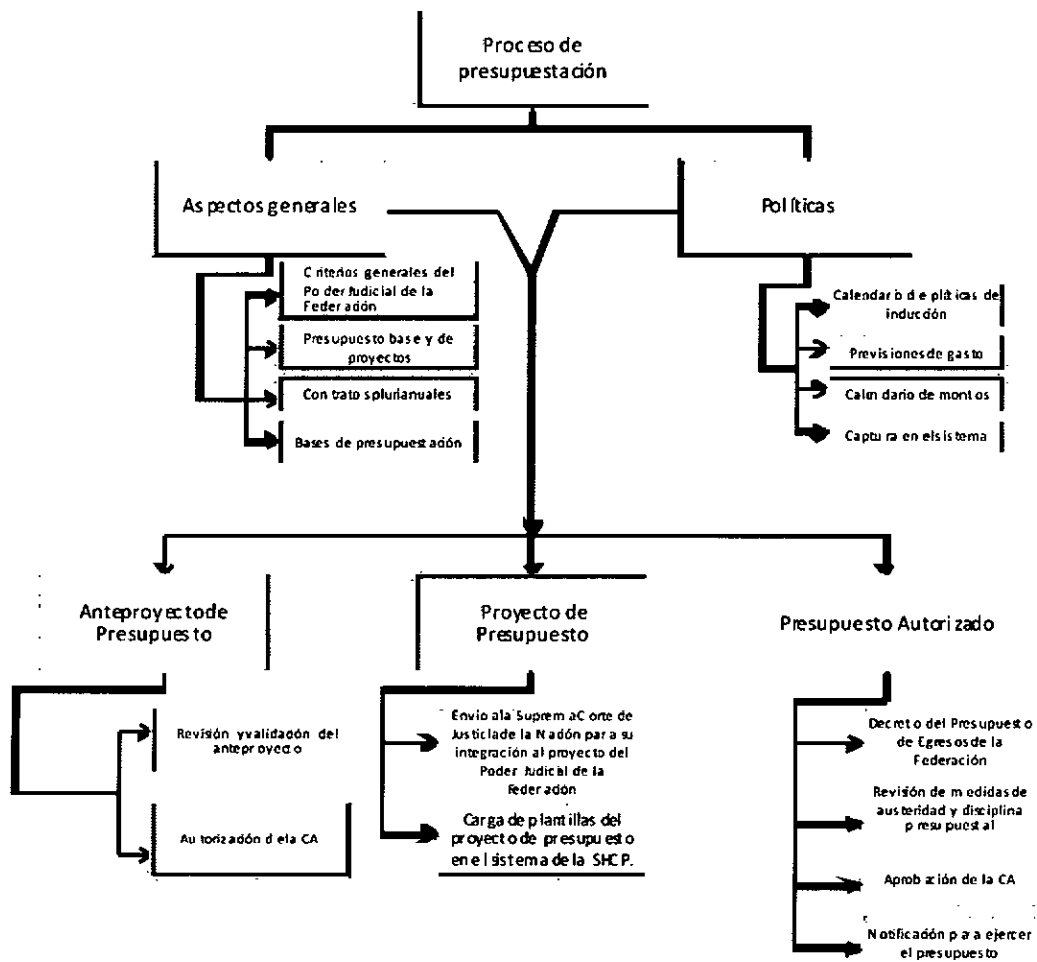 Proceso de
presupuestación
Aspectos generales
Políticas
Criterios generales del
Poder Judicial de la
Federación
Presupuesto base y de
proyectos
Contratos plurianuales
Bases de presupuestación
Calendario de pláticas de
inducción
Previsiones de gasto
Calendario de montos
Captura en el sistema
Anteproyecto de
Presupuesto
Revisión y validación del
anteproyecto
Autorización de la CA
Proyecto de
Presupuesto
Envío a la Suprema Corte de
Justicia de la Nación para su
integración al proyecto del
Poder Judicial de la
Federación
Carga de plantillas del
proyecto de presupuesto
en el sistema de la SHCP.
Presupuesto Autorizado
Decreto del Presupuesto
de Egresos de la
Federación
Revisión de medidas de
austeridad y disciplina
presupuestal
Aprobación de la CA
Notificación para ejercer
el presupuesto